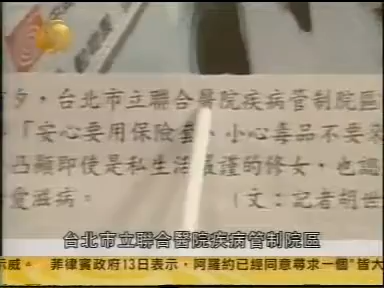 夕，台北市立聯合醫院疾病管制院區
「安心要用保險套、小心毒品不要來
凸顯即使是私生活嚴謹的修女，也認
愛滋病。 （文：記者胡世
台北市立聯合醫院疾病管制院區
示威。 菲律賓政府13日表示，阿羅約已經同意尋求一個"皆大